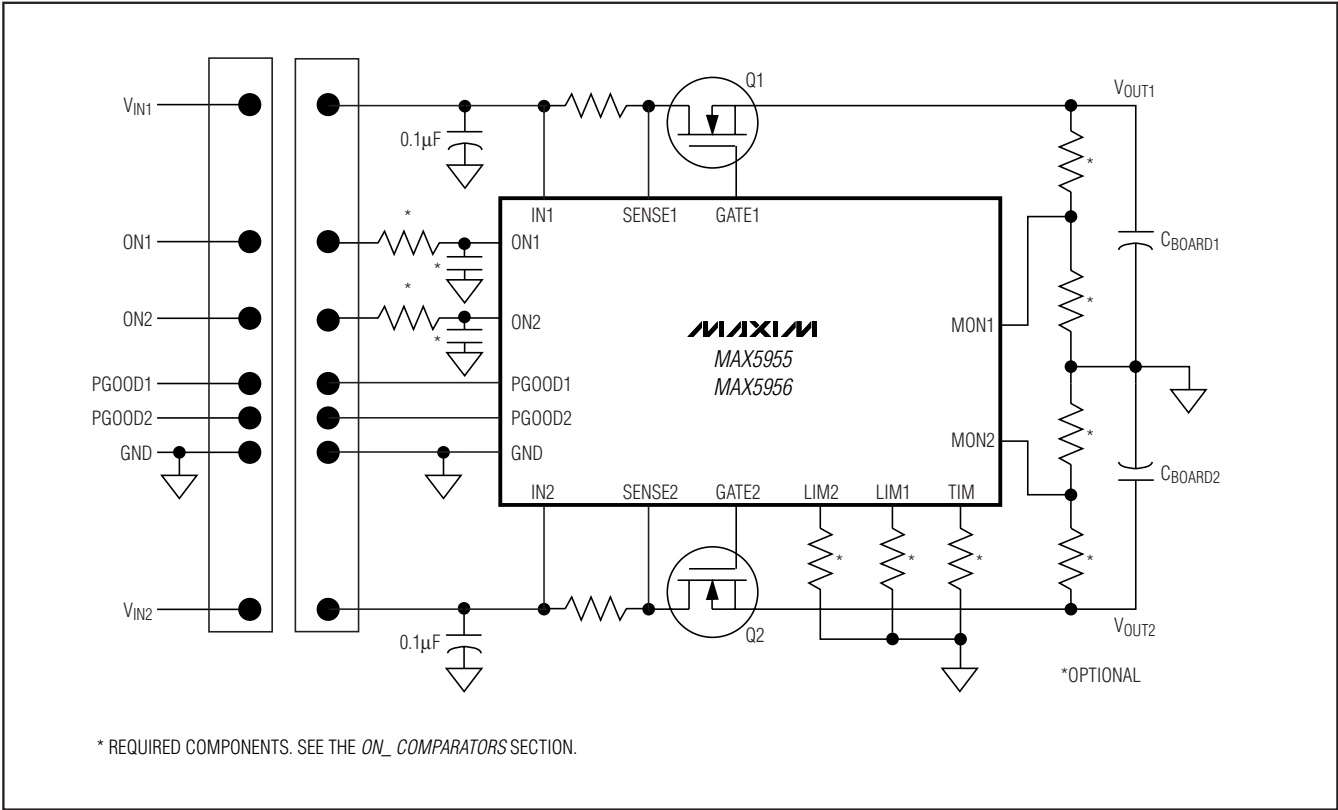 Q1
VIN1
VOUT1
0.1μF
*
IN1 SENSE1 GATE1
*
ON1
ON1
CBOARD1
*
*
*
ON2
ON2
MAXIM
MON1
*
MAX5955
PGOOD1
PGOOD1
MAX5956
PGOOD2
PGOOD2
*
GND
GND
MON2
IN2 SENSE2 GATE2 LIM2 LIM1 TIM
CBOARD2
* * * *
VIN2
VOUT2
0.1μF
Q2
*OPTIONAL
* REQUIRED COMPONENTS. SEE THE ON_ COMPARATORS SECTION.